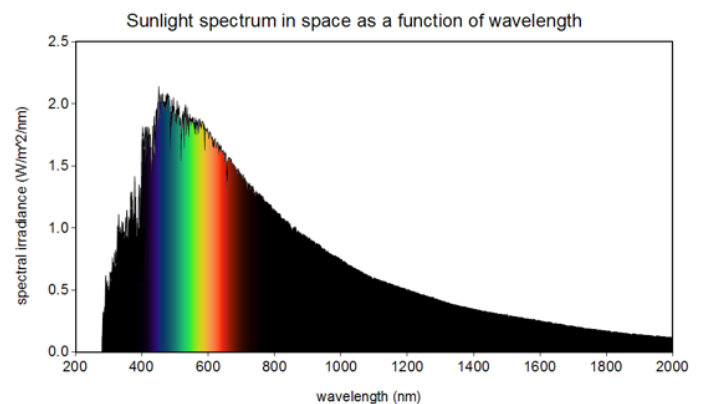 Sunlight spectrum in space as a function of wavelength
2.5
2.0
1.5
1.0
0.5
0.0
spectral irradiance (W/m^2/nm)
200 400 600 800 1000 1200 1400 1600 1800 2000
wavelength (nm)